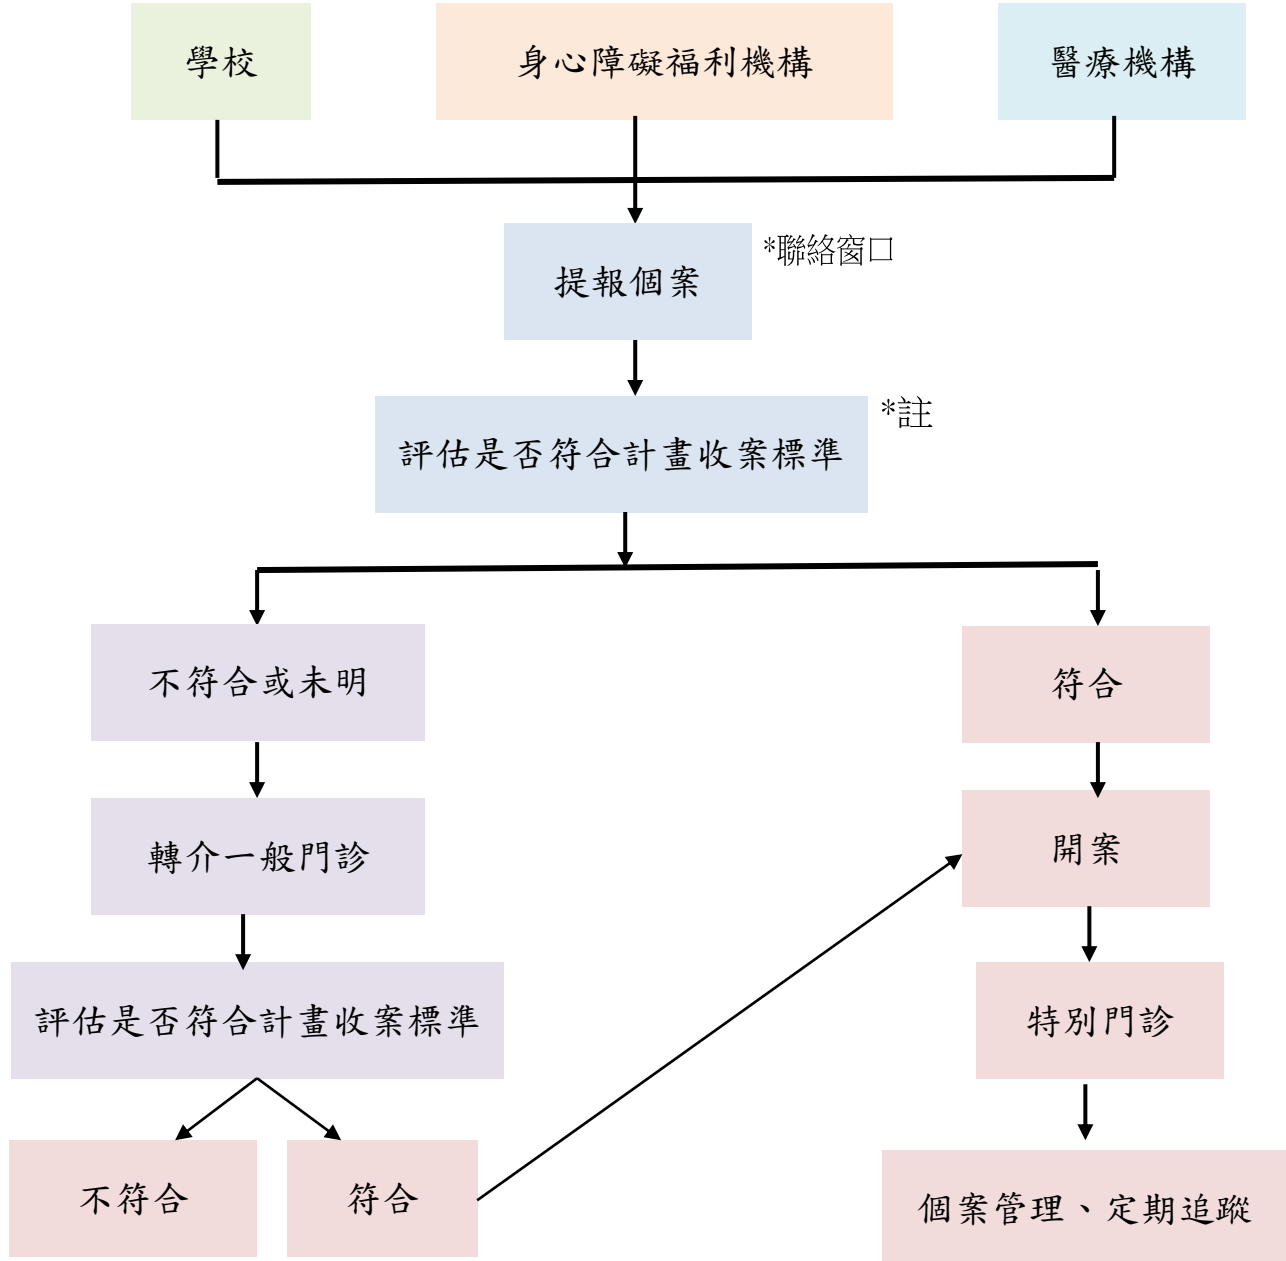 學校
身心障礙福利機構
醫療機構
提報個案
*聯絡窗口
評估是否符合計畫收案標準
*註
不符合或未明
符合
轉介一般門診
開案
評估是否符合計畫收案標準
特別門診
不符合
符合
個案管理、定期追蹤